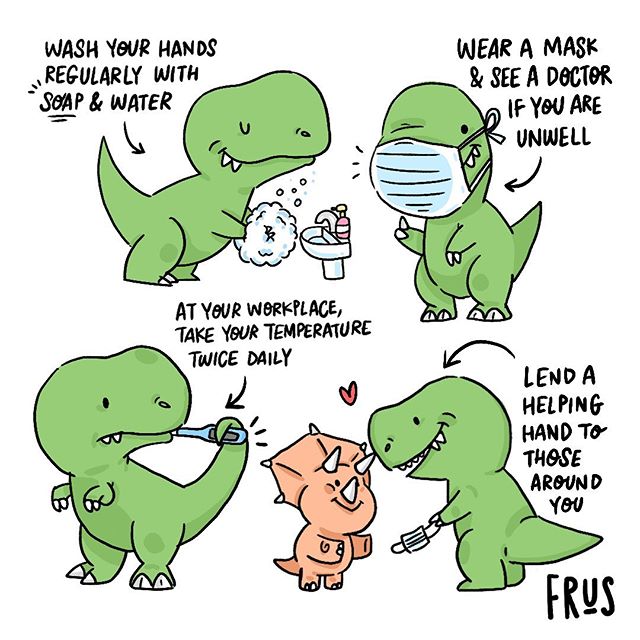 WASH YOUR HANDS
REGULARLY WITH
SOAP & WATER
WEAR A MASK
& SEE A DOCTOR
IF YOU ARE
UNWELL
AT YOUR WORKPLACE,
TAKE YOUR TEMPERATURE
TWICE DAILY
LEND A
HELPING
HAND TO
THOSE
AROUND
YOU
FRUS